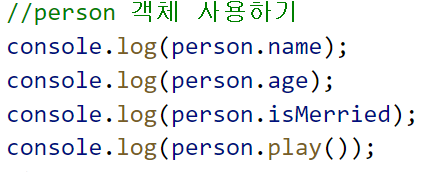 //person 객체 사용하기
console.log(person.name);
console.log(person.age);
console.log(person.isMerried);
console.log(person.play());